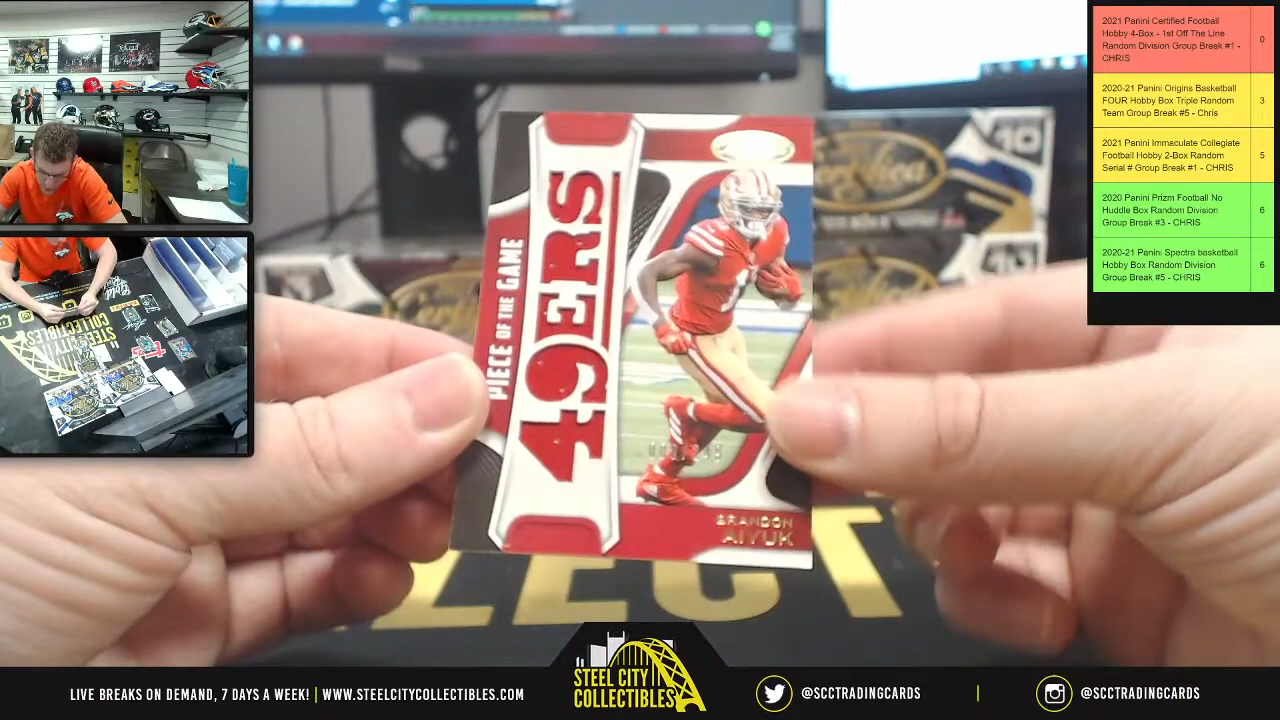 2021 Panini Certified Football
Hobby 4-Box - 1st Off The Line
Random Division Group Break #1 -
CHRIS
0
2020-21 Panini Origins Basketball
FOUR Hobby Box Triple Random
Team Group Break #5 - Chris
3
2021 Panini Immaculate Collegiate
Football Hobby 2-Box Random
Serial # Group Break #1 - CHRIS
5
2020 Prizm Football No
Huddle Box Random Division
Group Break #3 - CHRIS
6
2020-21 Panini Spectra basketball
Hobby Box Random Division
Group Break #5 - CHRIS
6
PIECE OF THE GAME
49ERS
BRANDON
AIYUK
10
STEEL CITY
COLLECTIBLES
LIVE BREAKS ON DEMAND, 7 DAYS A WEEK! | WWW.STEELCITYCOLLECTIBLES.COM
STEEL CITY
COLLECTIBLES
@SCCTRADINGCARDS
|
@SCCTRADINGCARDS